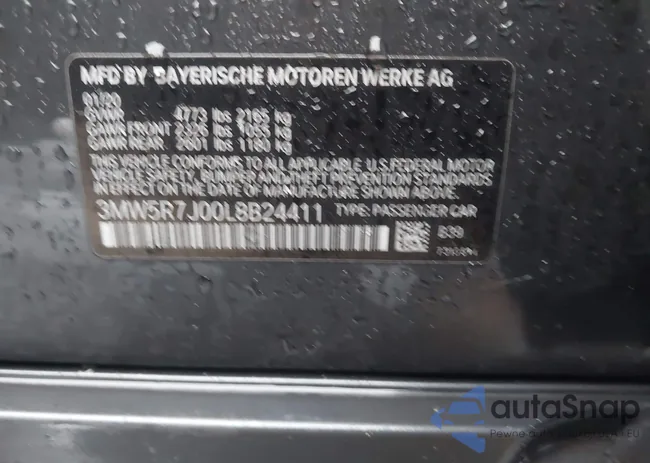 MFD BY BAYERISCHE MOTOREN WERKE AG
01/20
GVWR 4773 lbs 2165 kg
GAWR FRONT 2326 lbs 1055 kg
GAWR REAR 2601 lbs 1180 kg
THIS VEHICLE CONFORMS TO ALL APPLICABLE U.S. FEDERAL MOTOR
VEHICLE SAFETY, BUMPER AND THEFT PREVENTION STANDARDS IN
EFFECT ON THE DATE OF MANUFACTURE SHOWN ABOVE.
3MW5R7J00L8B24411 TYPE: PASSENGER CAR
839
autaSnap